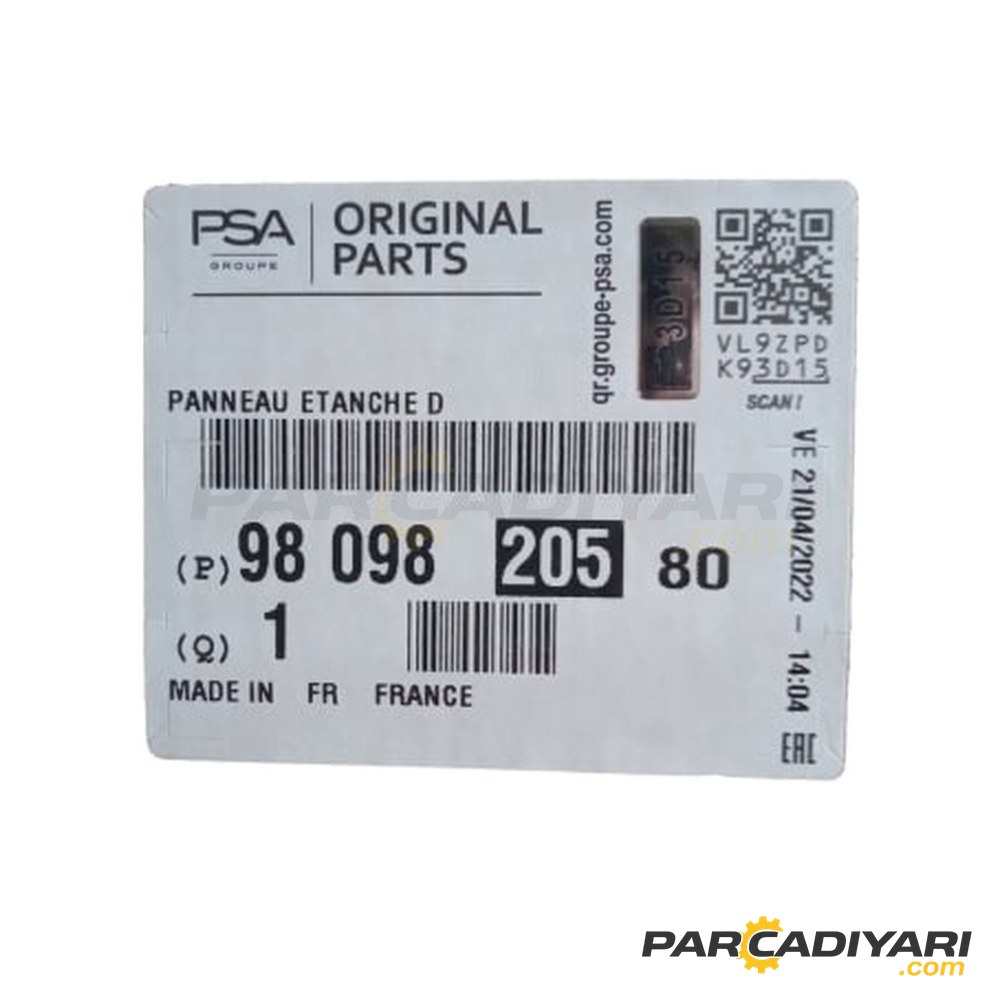 PSA
GROUPE
ORIGINAL
PARTS
qr.groupe-psa.com
3D15
VL9ZPD
K93D15
SCAN!
PANNEAU ETANCHE D
PARCADIYARI
.com
(P) 98 098 205 80
(Q) 1
MADE IN FR FRANCE
VE 21/04/2022 - 14:04
EAC
PARCADIYARI
.com